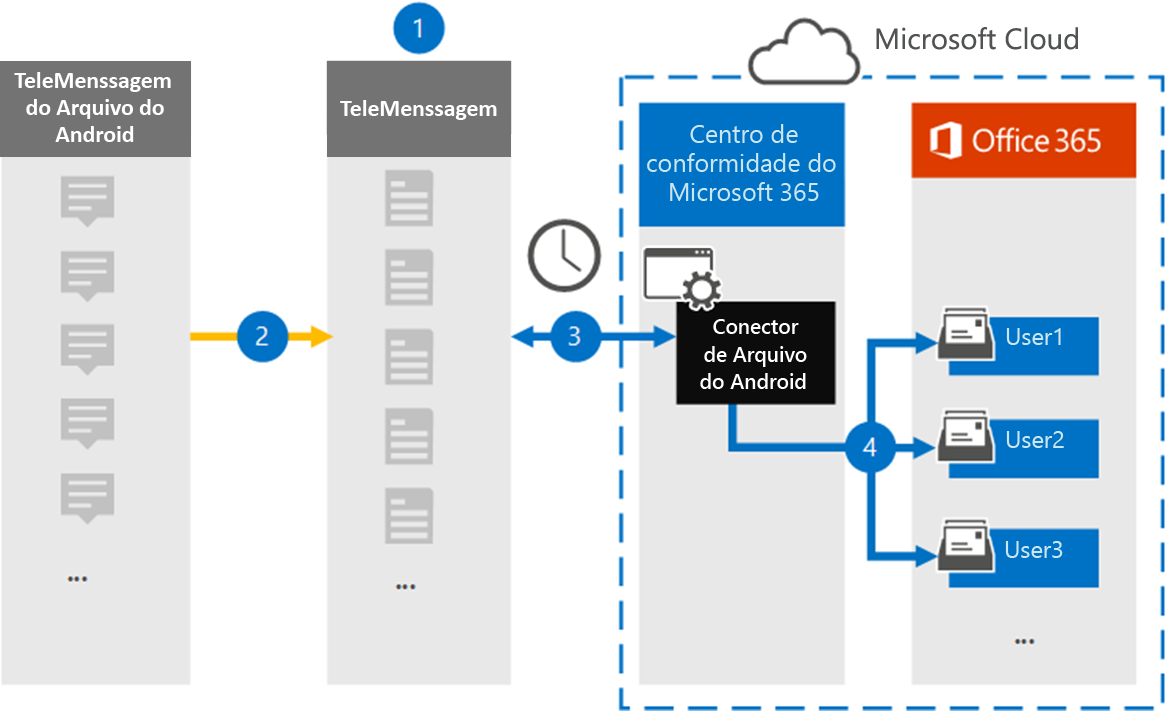 1
Microsoft Cloud
TeleMenssagem
do Arquivo do
Android
TeleMenssagem
Centro de
conformidade do
Microsoft 365
Office 365
2
3
Conector
de Arquivo
do Android
4
User1
User2
User3
...
...
...